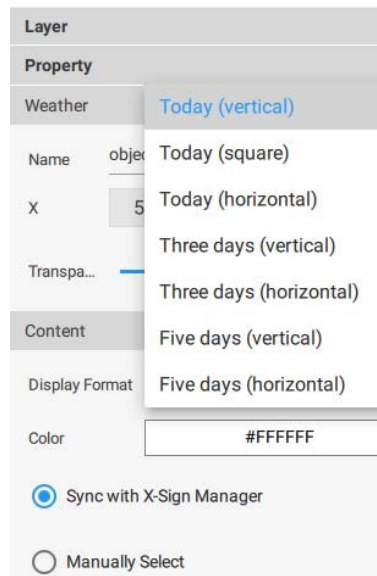 Layer
Property
Weather
Today (vertical)
Name
Today (square)
X
5
Today (horizontal)
Three days (vertical)
Transpa...
Three days (horizontal)
Content
Five days (vertical)
Display Format
Five days (horizontal)
Color
#FFFFFF
Sync with X-Sign Manager
Manually Select